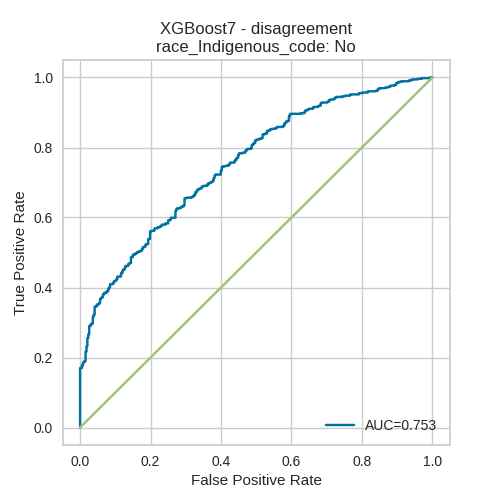 XGBoost7 - disagreement
race_Indigenous_code: No
True Positive Rate
1.0
0.8
0.6
0.4
0.2
0.0
AUC=0.753
0.0 0.2 0.4 0.6 0.8 1.0
False Positive Rate